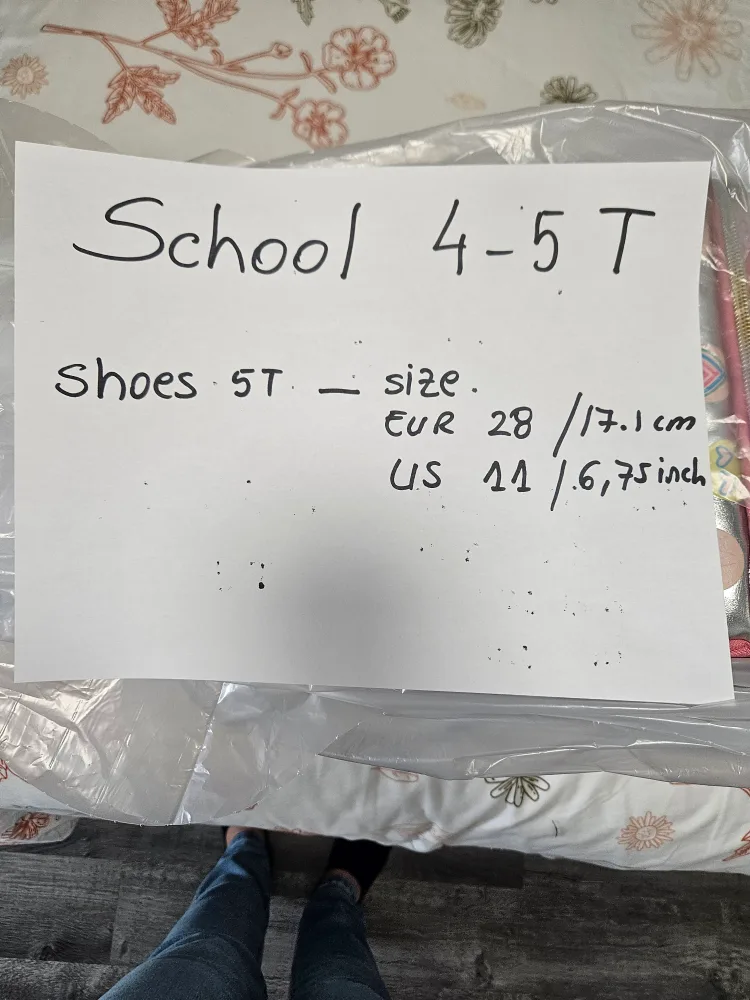 School 4-5 T
Shoes 5T - size.
EUR 28 / 17.1 cm
US 11 / 6,75 inch